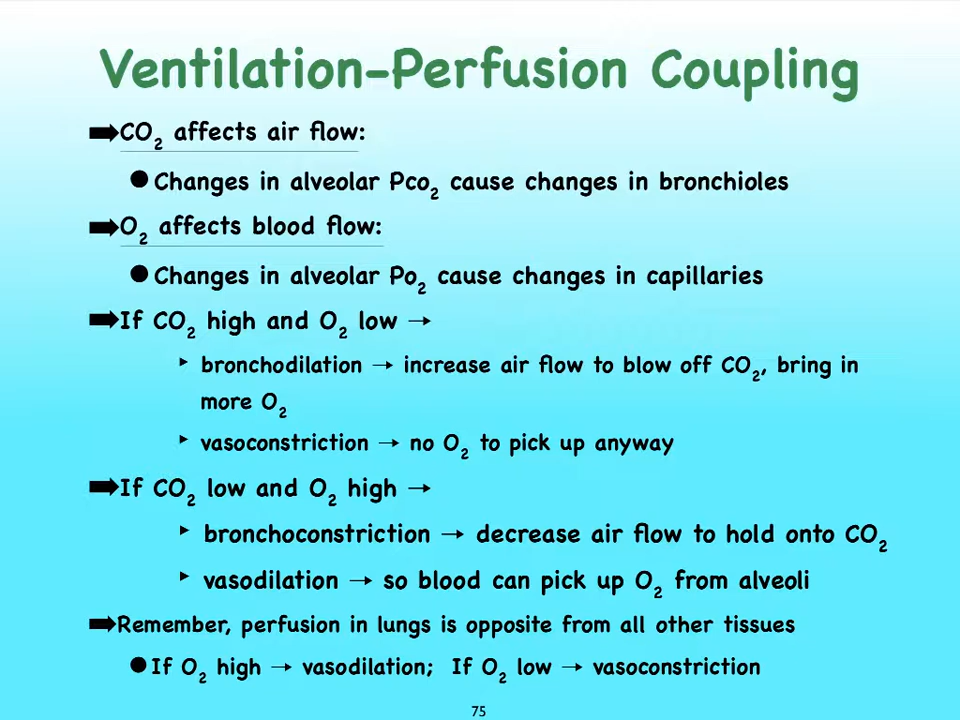 Ventilation-Perfusion Coupling
➡CO₂ affects air flow:
●Changes in alveolar Pco₂ cause changes in bronchioles
➡O₂ affects blood flow:
●Changes in alveolar Po₂ cause changes in capillaries
➡If CO₂ high and O₂ low →
‣ bronchodilation → increase air flow to blow off CO₂, bring in
more O₂
‣ vasoconstriction → no O₂ to pick up anyway
➡If CO₂ low and O₂ high →
‣ bronchoconstriction → decrease air flow to hold onto CO₂
‣ vasodilation → so blood can pick up O₂ from alveoli
➡Remember, perfusion in lungs is opposite from all other tissues
●If O₂ high → vasodilation; If O₂ low → vasoconstriction
75